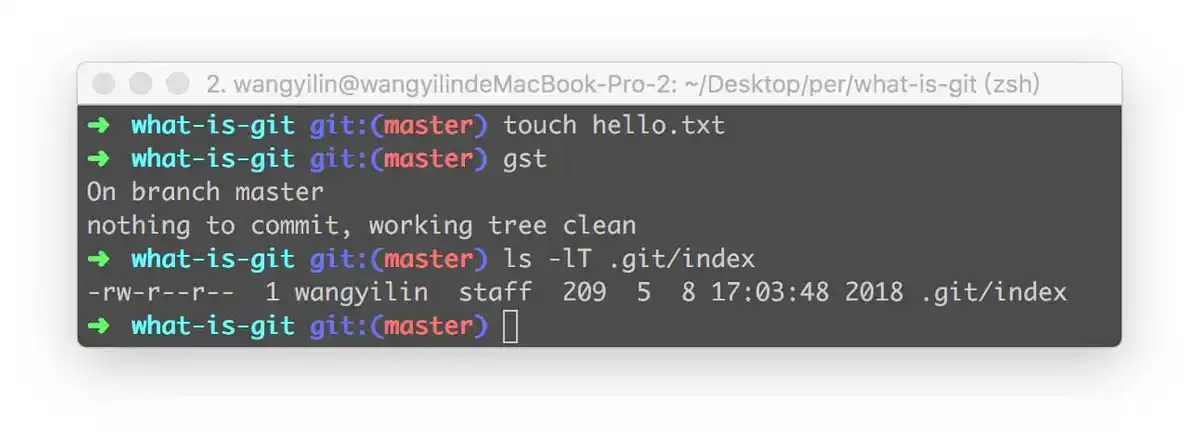 2. wangyilin@wangyilindeMacBook-Pro-2: ~/Desktop/per/what-is-git (zsh)
➜ what-is-git git:(master) touch hello.txt
➜ what-is-git git:(master) gst
On branch master
nothing to commit, working tree clean
➜ what-is-git git:(master) ls -lT .git/index
-rw-r--r--  1 wangyilin  staff  209  5  8 17:03:48 2018 .git/index
➜ what-is-git git:(master)